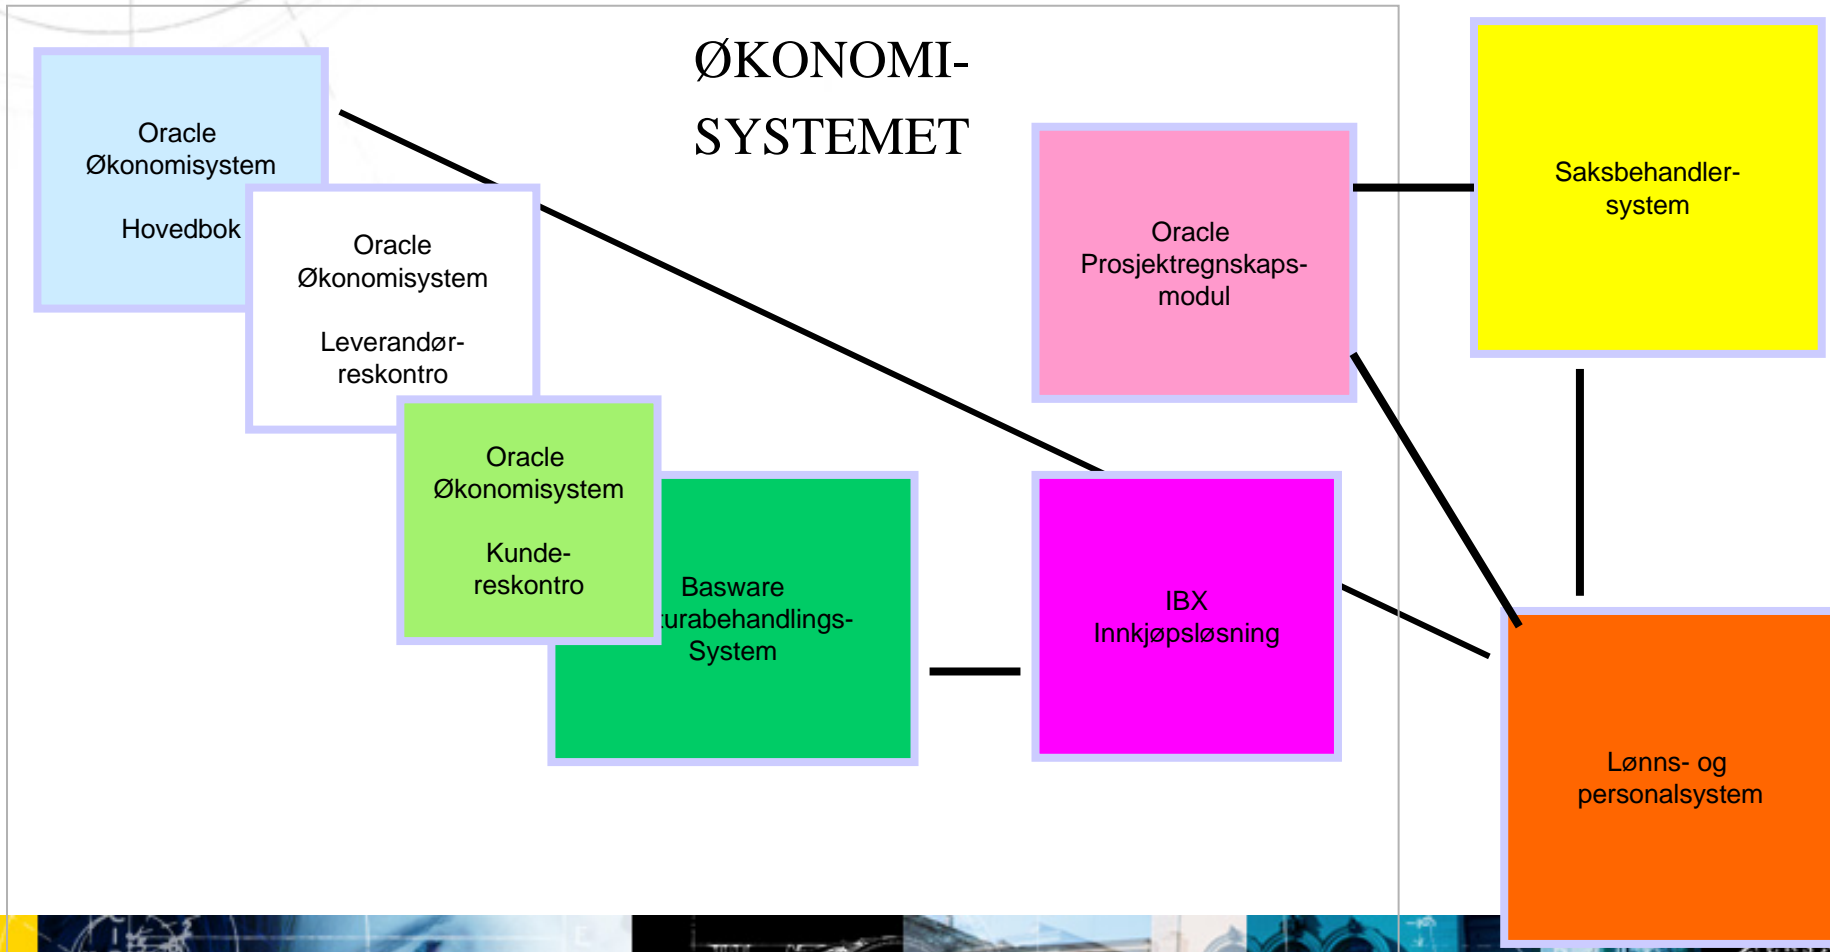 ØKONOMI-
SYSTEMET
Oracle
Økonomisystem
Hovedbok
Oracle
Økonomisystem
Leverandør-
reskontro
Oracle
Økonomisystem
Kunde-
reskontro
Basware
turabehandlings-
System
IBX
Innkjøpsløsning
Oracle
Prosjektregnskaps-
modul
Saksbehandler-
system
Lønns- og
personalsystem